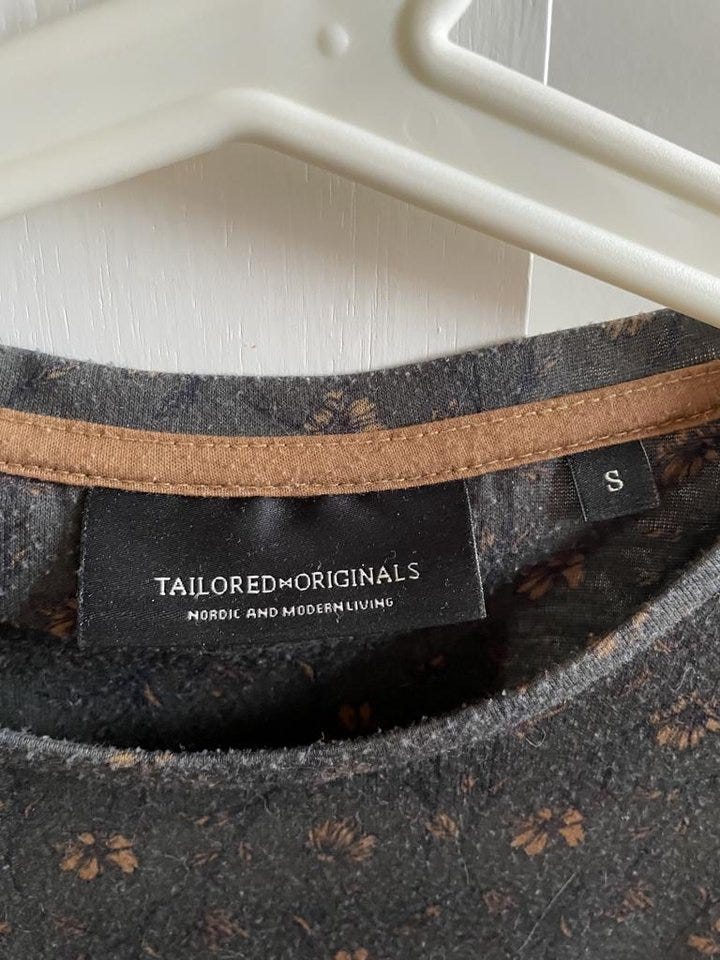 TAILORED⋈ORIGINALS
NORDIC AND MODERN LIVING
S